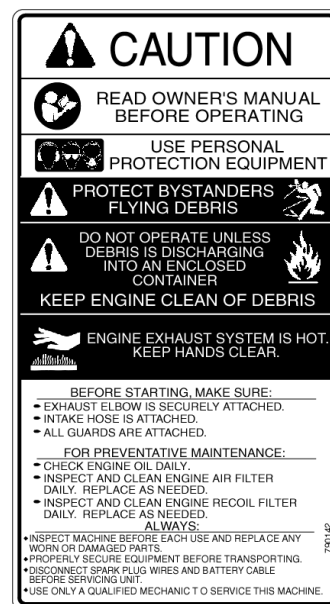 CAUTION
READ OWNER'S MANUAL
BEFORE OPERATING
USE PERSONAL
PROTECTION EQUIPMENT
PROTECT BYSTANDERS
FLYING DEBRIS
DO NOT OPERATE UNLESS
DEBRIS IS DISCHARGING
INTO AN ENCLOSED
CONTAINER
KEEP ENGINE CLEAN OF DEBRIS
ENGINE EXHAUST SYSTEM IS HOT.
KEEP HANDS CLEAR.
BEFORE STARTING, MAKE SURE:
EXHAUST ELBOW IS SECURELY ATTACHED.
INTAKE HOSE IS ATTACHED.
ALL GUARDS ARE ATTACHED.
FOR PREVENTATIVE MAINTENANCE:
CHECK ENGINE OIL DAILY.
INSPECT AND CLEAN ENGINE AIR FILTER
DAILY. REPLACE AS NEEDED.
INSPECT AND CLEAN ENGINE RECOIL FILTER
DAILY. REPLACE AS NEEDED.
ALWAYS:
INSPECT MACHINE BEFORE EACH USE AND REPLACE ANY
WORN OR DAMAGED PARTS.
PROPERLY SECURE EQUIPMENT BEFORE TRANSPORTING.
DISCONNECT SPARK PLUG WIRES AND BATTERY CABLE
BEFORE SERVICING UNIT.
USE ONLY A QUALIFIED MECHANIC TO SERVICE THIS MACHINE.
790142